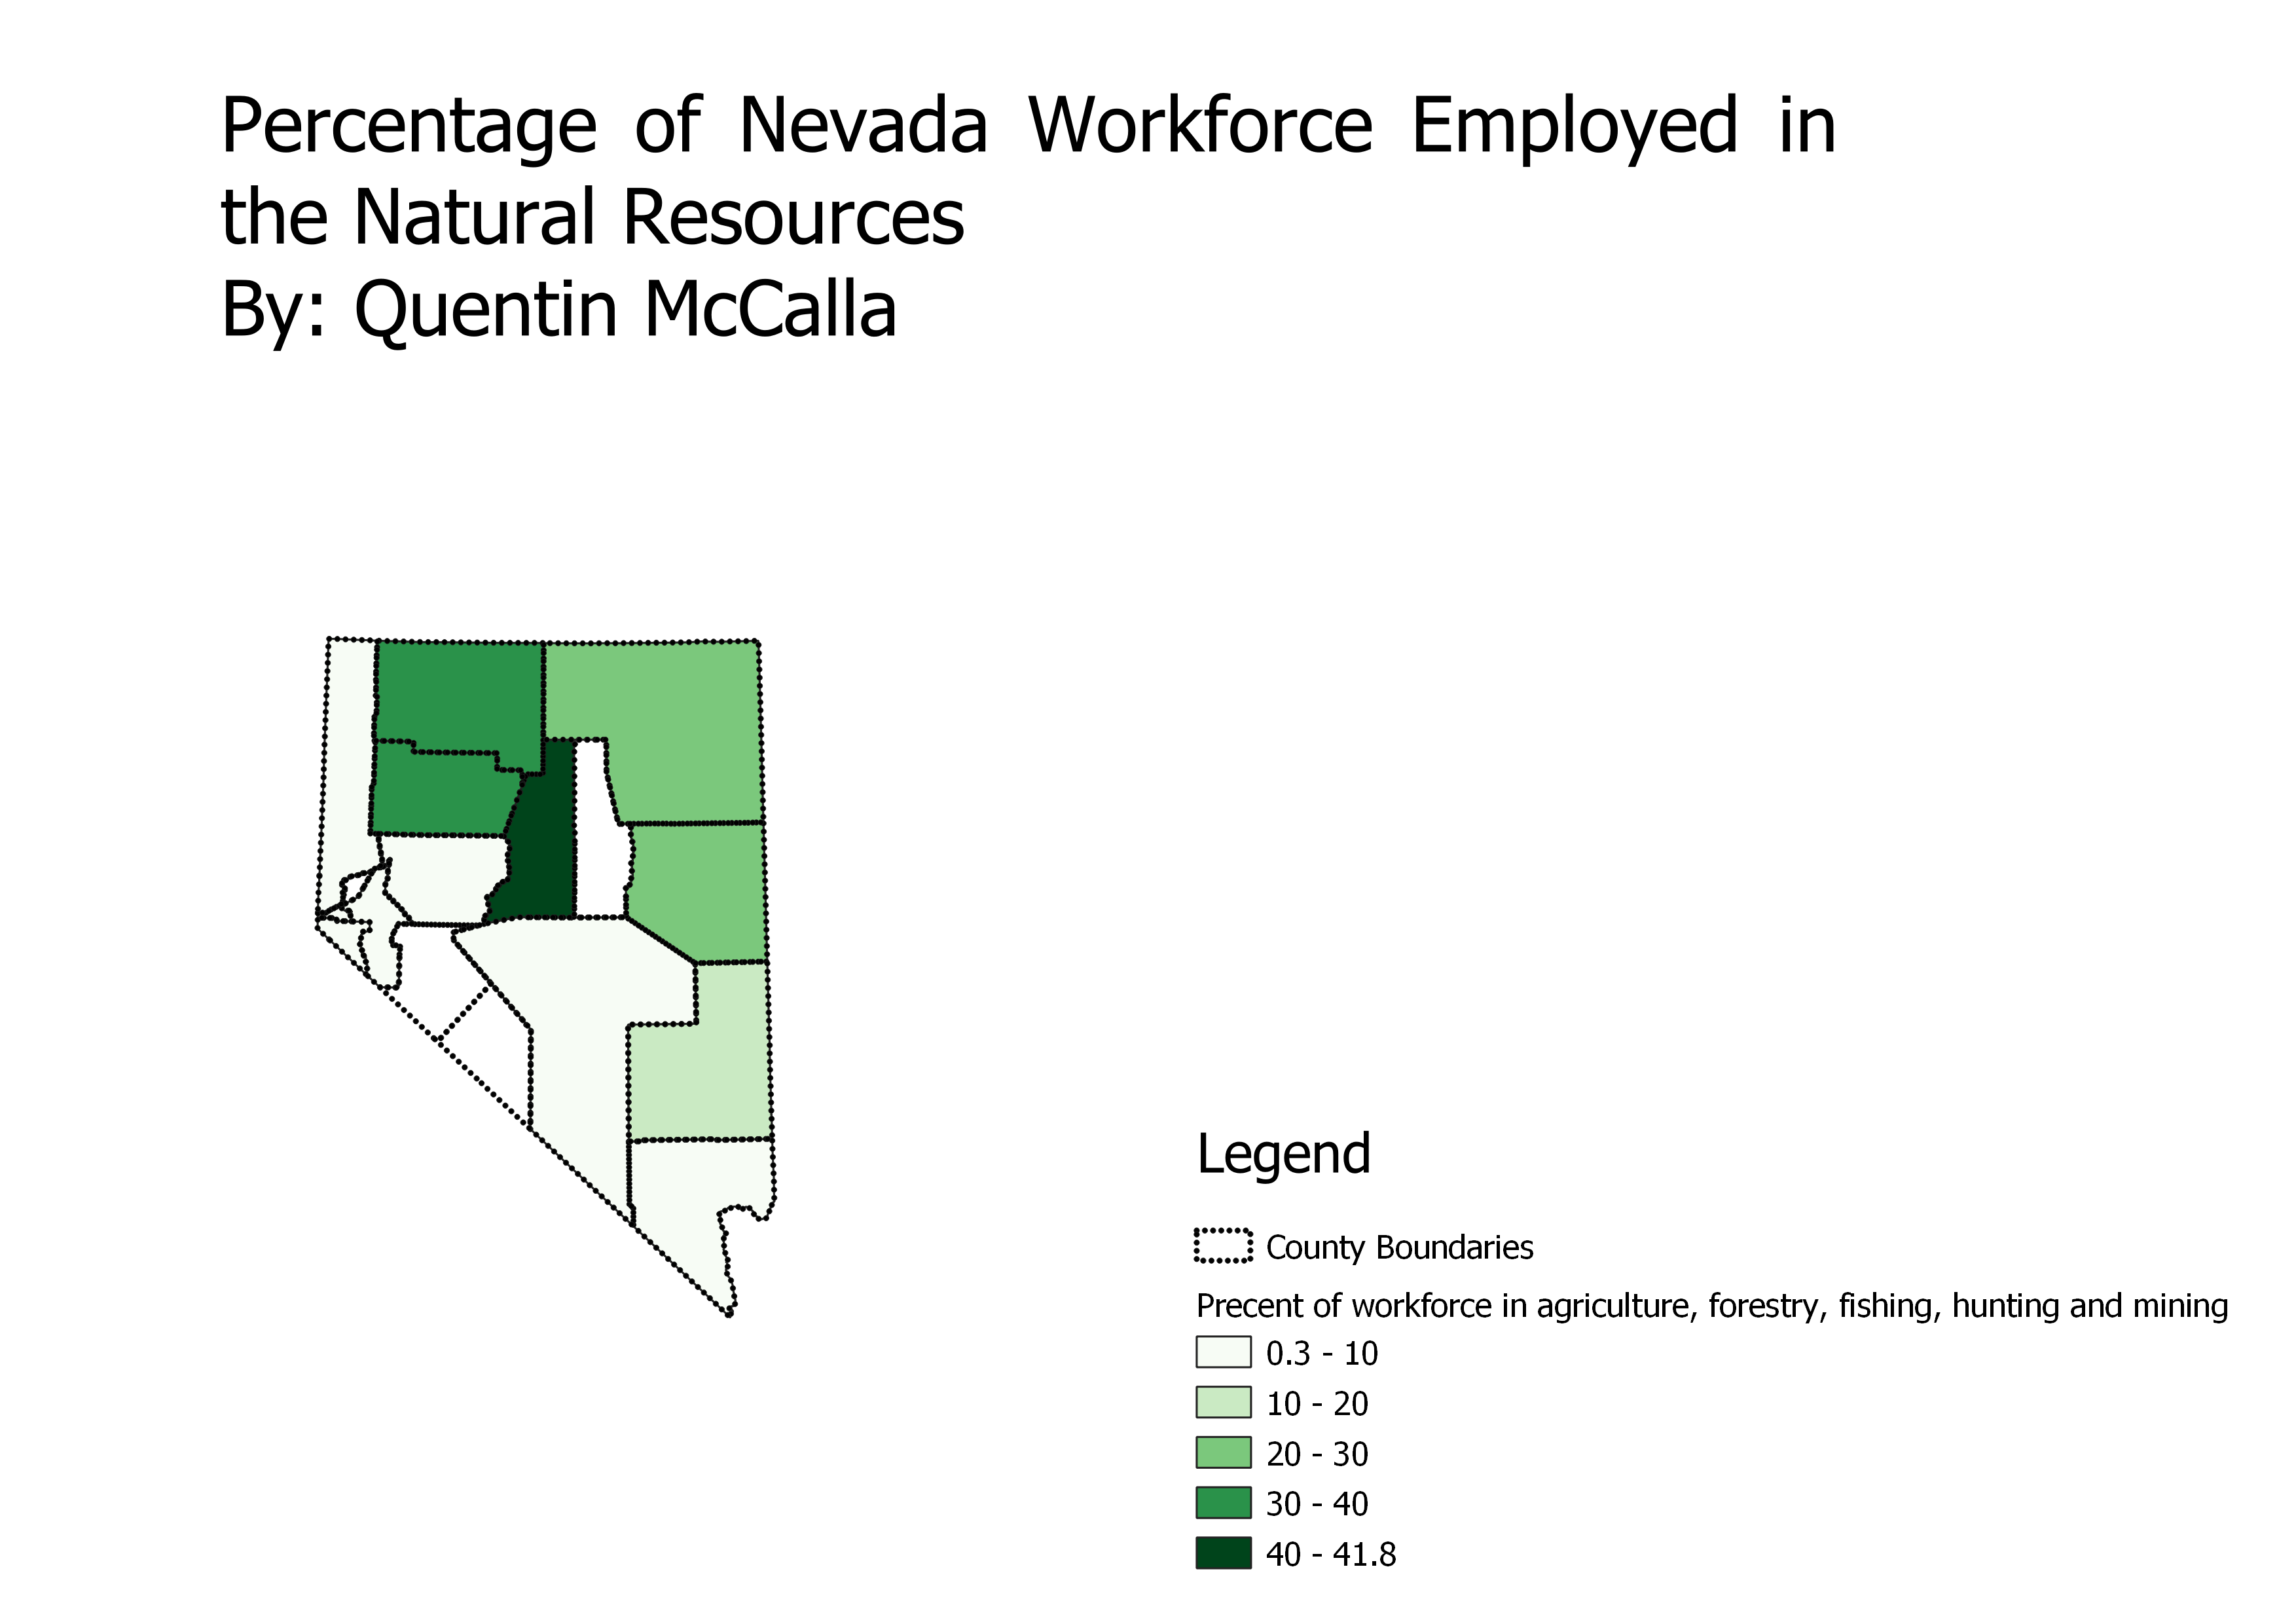 Percentage of Nevada Workforce Employed in
the Natural Resources
By: Quentin McCalla
Legend
County Boundaries
Precent of workforce in agriculture, forestry, fishing, hunting and mining
0.3 - 10
10 - 20
20 - 30
30 - 40
40 - 41.8